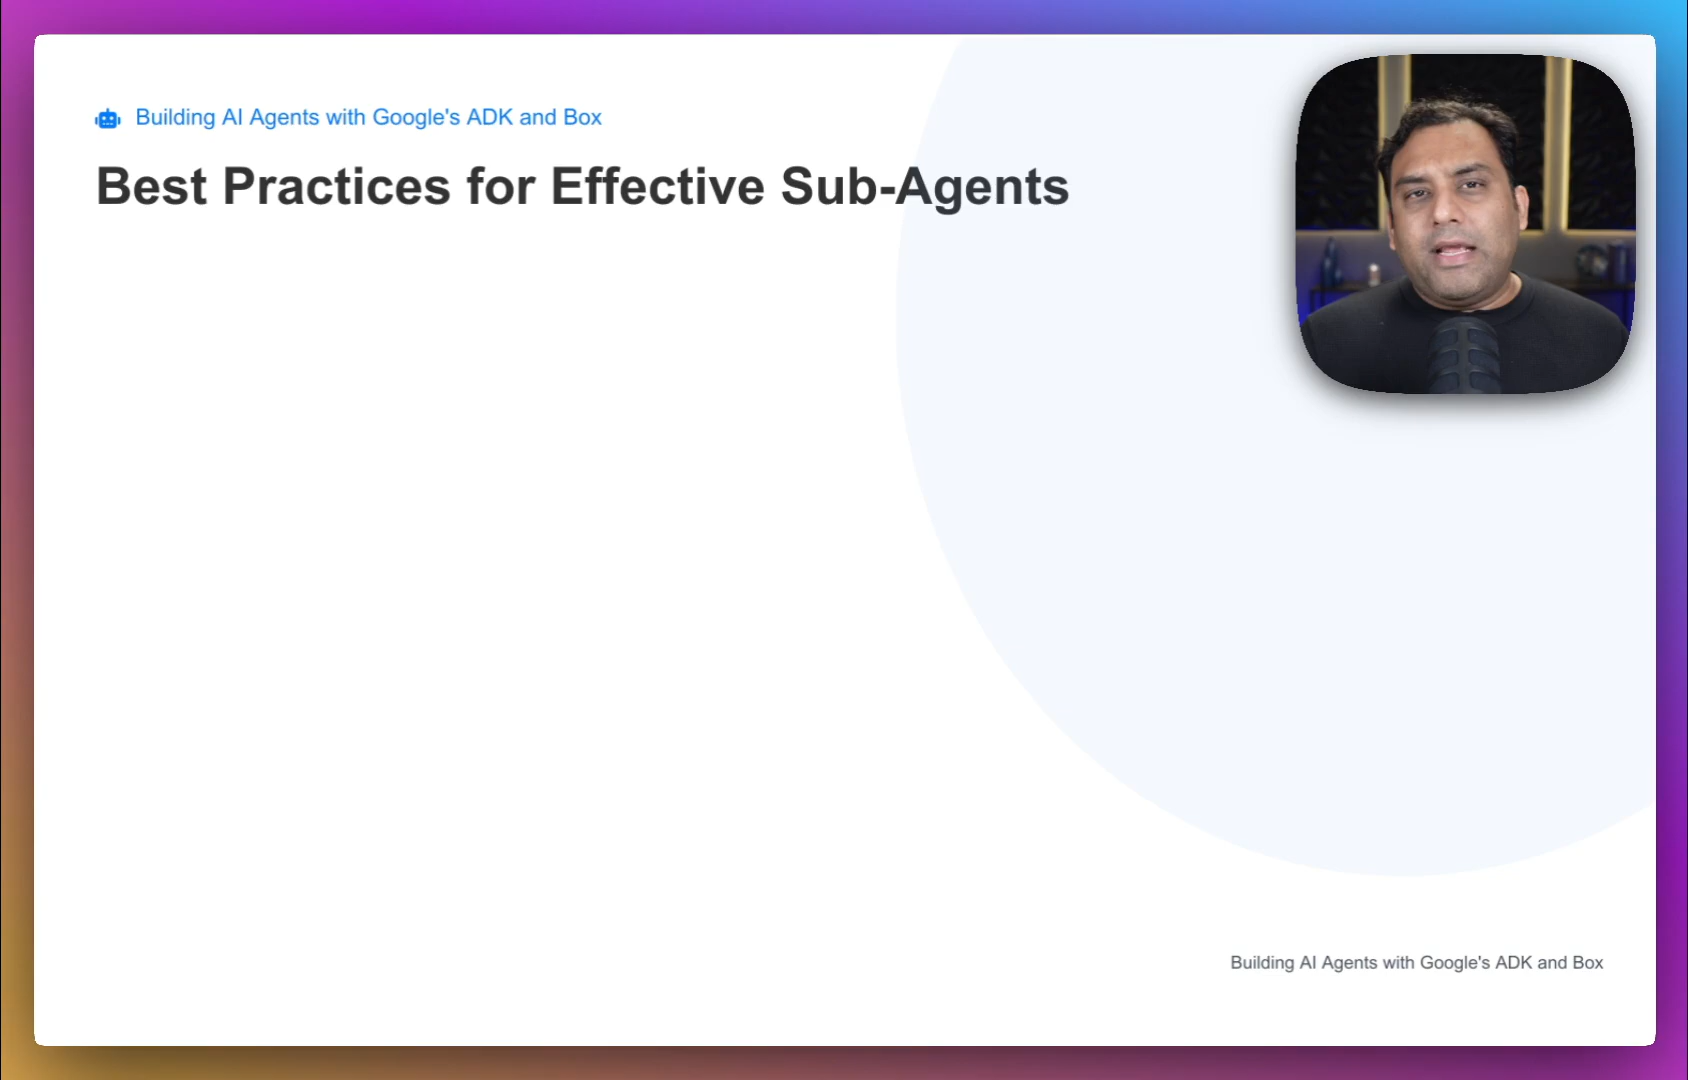 Building AI Agents with Google's ADK and Box
Best Practices for Effective Sub-Agents
Building AI Agents with Google's ADK and Box